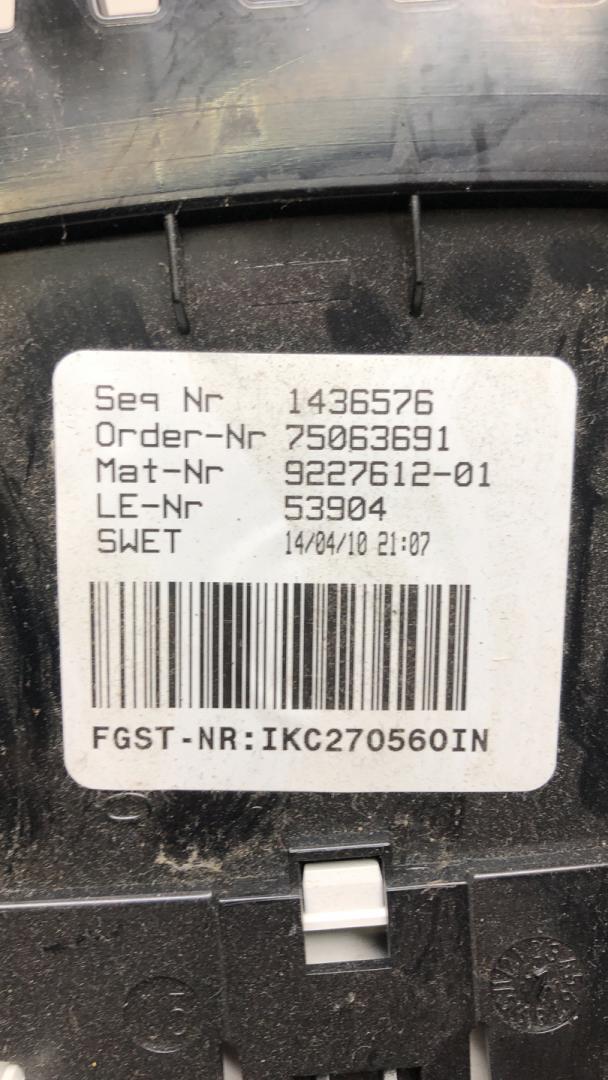 Seq Nr 1436576
Order-Nr 75063691
Mat-Nr 9227612-01
LE-Nr 53904
SWET 14/04/10 21:07
FGST-NR:IKC270560IN